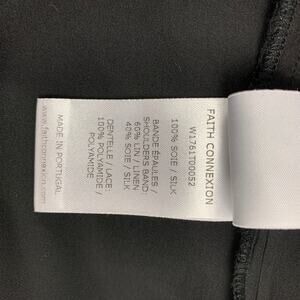 FAITH CONNEXION
W1761T00052
100% SOIE / SILK
BANDE ÉPAULES /
SHOULDERS BAND:
60% LIN / LINEN
40% SOIE / SILK
DENTELLE / LACE:
100% POLYAMIDE /
POLYAMIDE
MADE IN PORTUGAL
www.faithconnexion.com